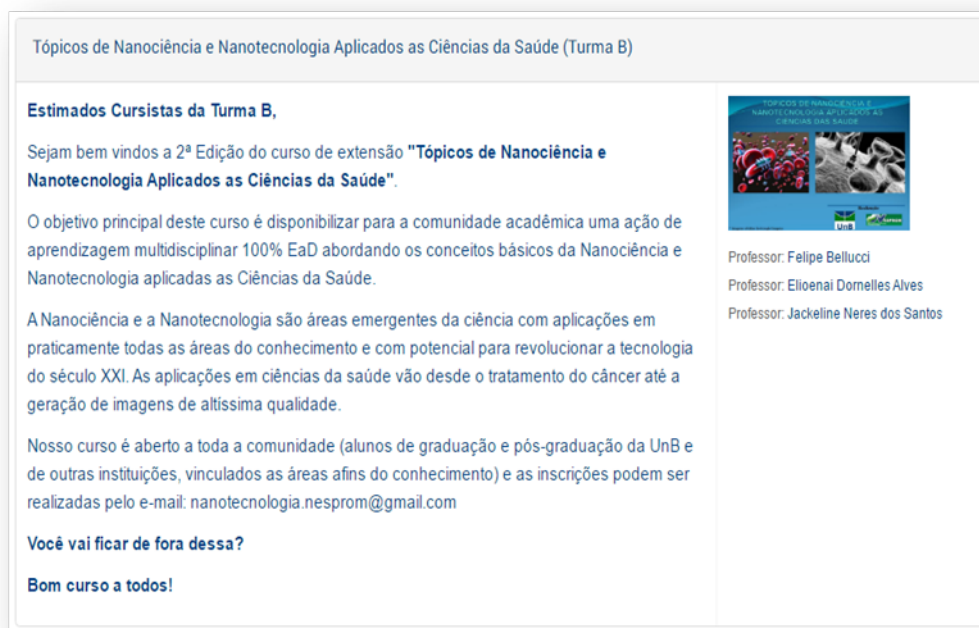 Tópicos de Nanociência e Nanotecnologia Aplicados as Ciências da Saúde (Turma B)
Estimados Cursistas da Turma B,
Sejam bem vindos a 2ª Edição do curso de extensão "Tópicos de Nanociência e
Nanotecnologia Aplicados as Ciências da Saúde".
O objetivo principal deste curso é disponibilizar para a comunidade acadêmica uma ação de
aprendizagem multidisciplinar 100% EaD abordando os conceitos básicos da Nanociência e
Nanotecnologia aplicadas as Ciências da Saúde.
A Nanociência e a Nanotecnologia são áreas emergentes da ciência com aplicações em
praticamente todas as áreas do conhecimento e com potencial para revolucionar a tecnologia
do século XXI. As aplicações em ciências da saúde vão desde o tratamento do câncer até a
geração de imagens de altíssima qualidade.
Nosso curso é aberto a toda a comunidade (alunos de graduação e pós-graduação da UnB e
de outras instituições, vinculados as áreas afins do conhecimento) e as inscrições podem ser
realizadas pelo e-mail: nanotecnologia.nesprom@gmail.com
Você vai ficar de fora dessa?
Bom curso a todos!
TÓPICOS DE NANOCIÊNCIA E
NANOTECNOLOGIA APLICADOS AS
CIÊNCIAS DAS SAÚDE
UnB
Professor: Felipe Bellucci
Professor: Elioenai Dornelles Alves
Professor: Jackeline Neres dos Santos